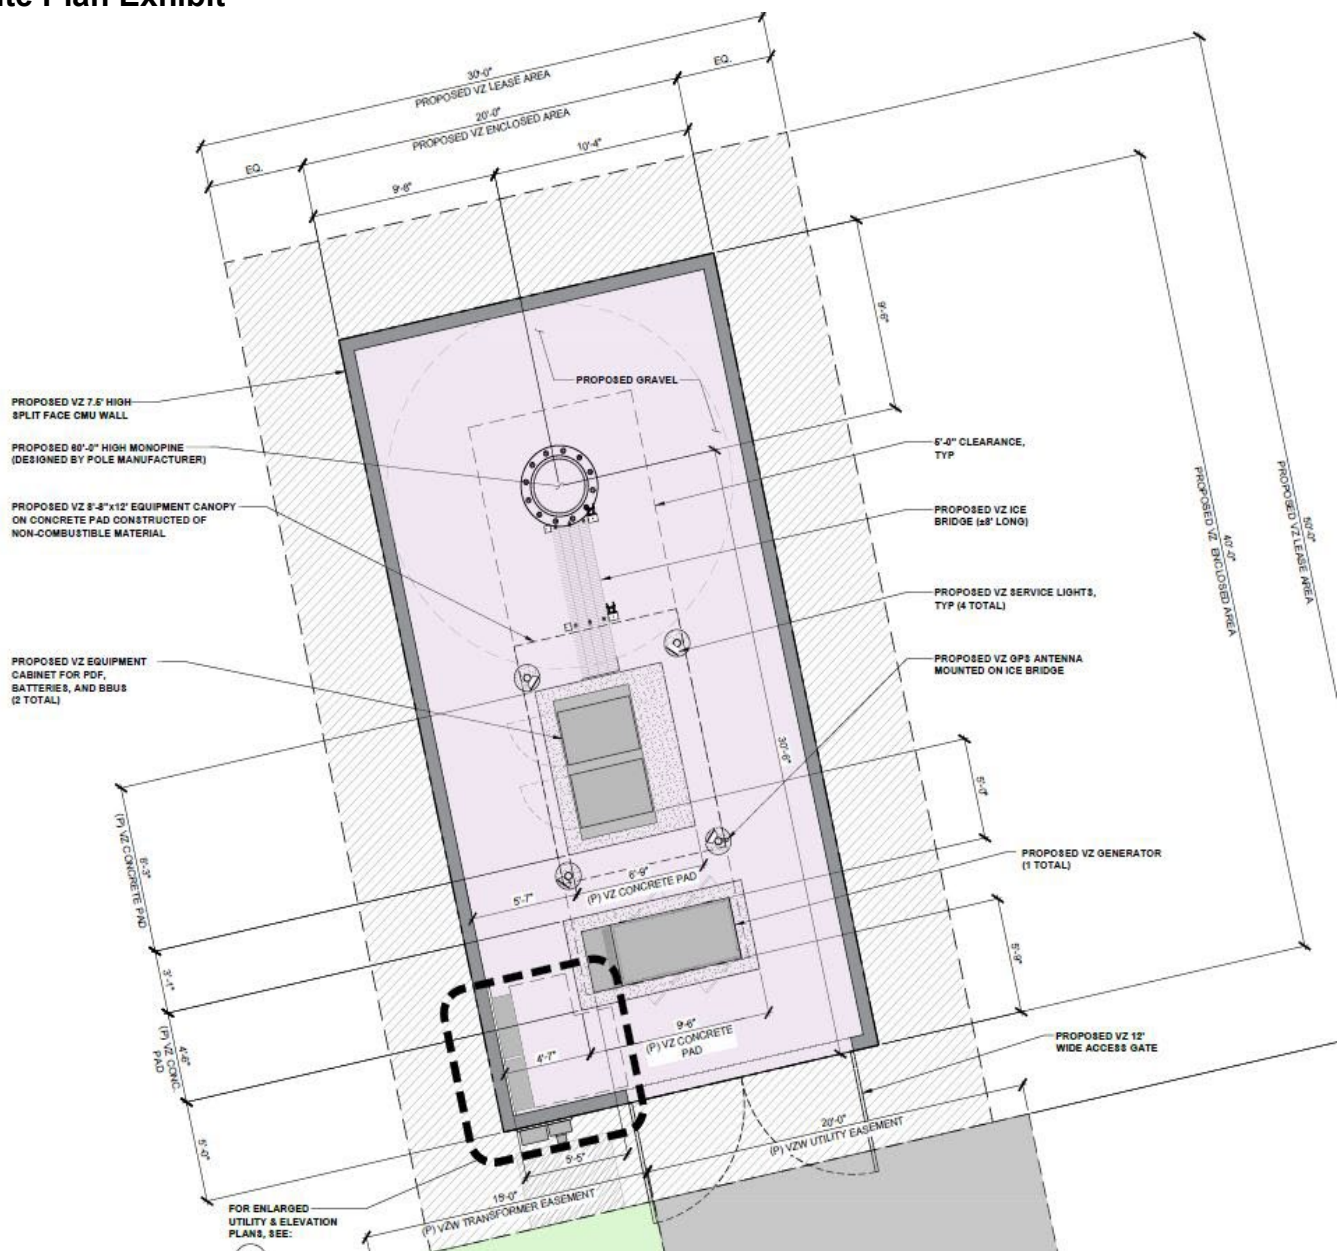 ite Plan Exhibit
30'-0"
PROPOSED VZ LEASE AREA
EQ.
20'-0"
PROPOSED VZ ENCLOSED AREA
EQ.
10'-4"
9'-6"
9'-6"
PROPOSED GRAVEL
PROPOSED VZ 7.5' HIGH
SPLIT FACE CMU WALL
PROPOSED 60'-0" HIGH MONOPINE
(DESIGNED BY POLE MANUFACTURER)
PROPOSED VZ 8'-8"x12' EQUIPMENT CANOPY
ON CONCRETE PAD CONSTRUCTED OF
NON-COMBUSTIBLE MATERIAL
PROPOSED VZ EQUIPMENT
CABINET FOR PDF,
BATTERIES, AND BBUS
(2 TOTAL)
5'-0" CLEARANCE,
TYP
PROPOSED VZ ICE
BRIDGE (±8' LONG)
PROPOSED VZ SERVICE LIGHTS,
TYP (4 TOTAL)
PROPOSED VZ GPS ANTENNA
MOUNTED ON ICE BRIDGE
40'-0"
PROPOSED VZ ENCLOSED AREA
50'-0"
PROPOSED VZ LEASE AREA
30'-6"
5'-0"
PROPOSED VZ GENERATOR
(1 TOTAL)
5'-9"
(P) VZ CONCRETE PAD
3'-1"
4'-6"
(P) VZ CONC.
PAD
5'-0"
5'-7"
6'-9"
(P) VZ CONCRETE PAD
4'-7"
9'-6"
(P) VZ CONCRETE
PAD
PROPOSED VZ 12'
WIDE ACCESS GATE
20'-0"
(P) VZW UTILITY EASEMENT
5'-5"
15'-0"
(P) VZW TRANSFORMER EASEMENT
FOR ENLARGED
UTILITY & ELEVATION
PLANS, SEE: